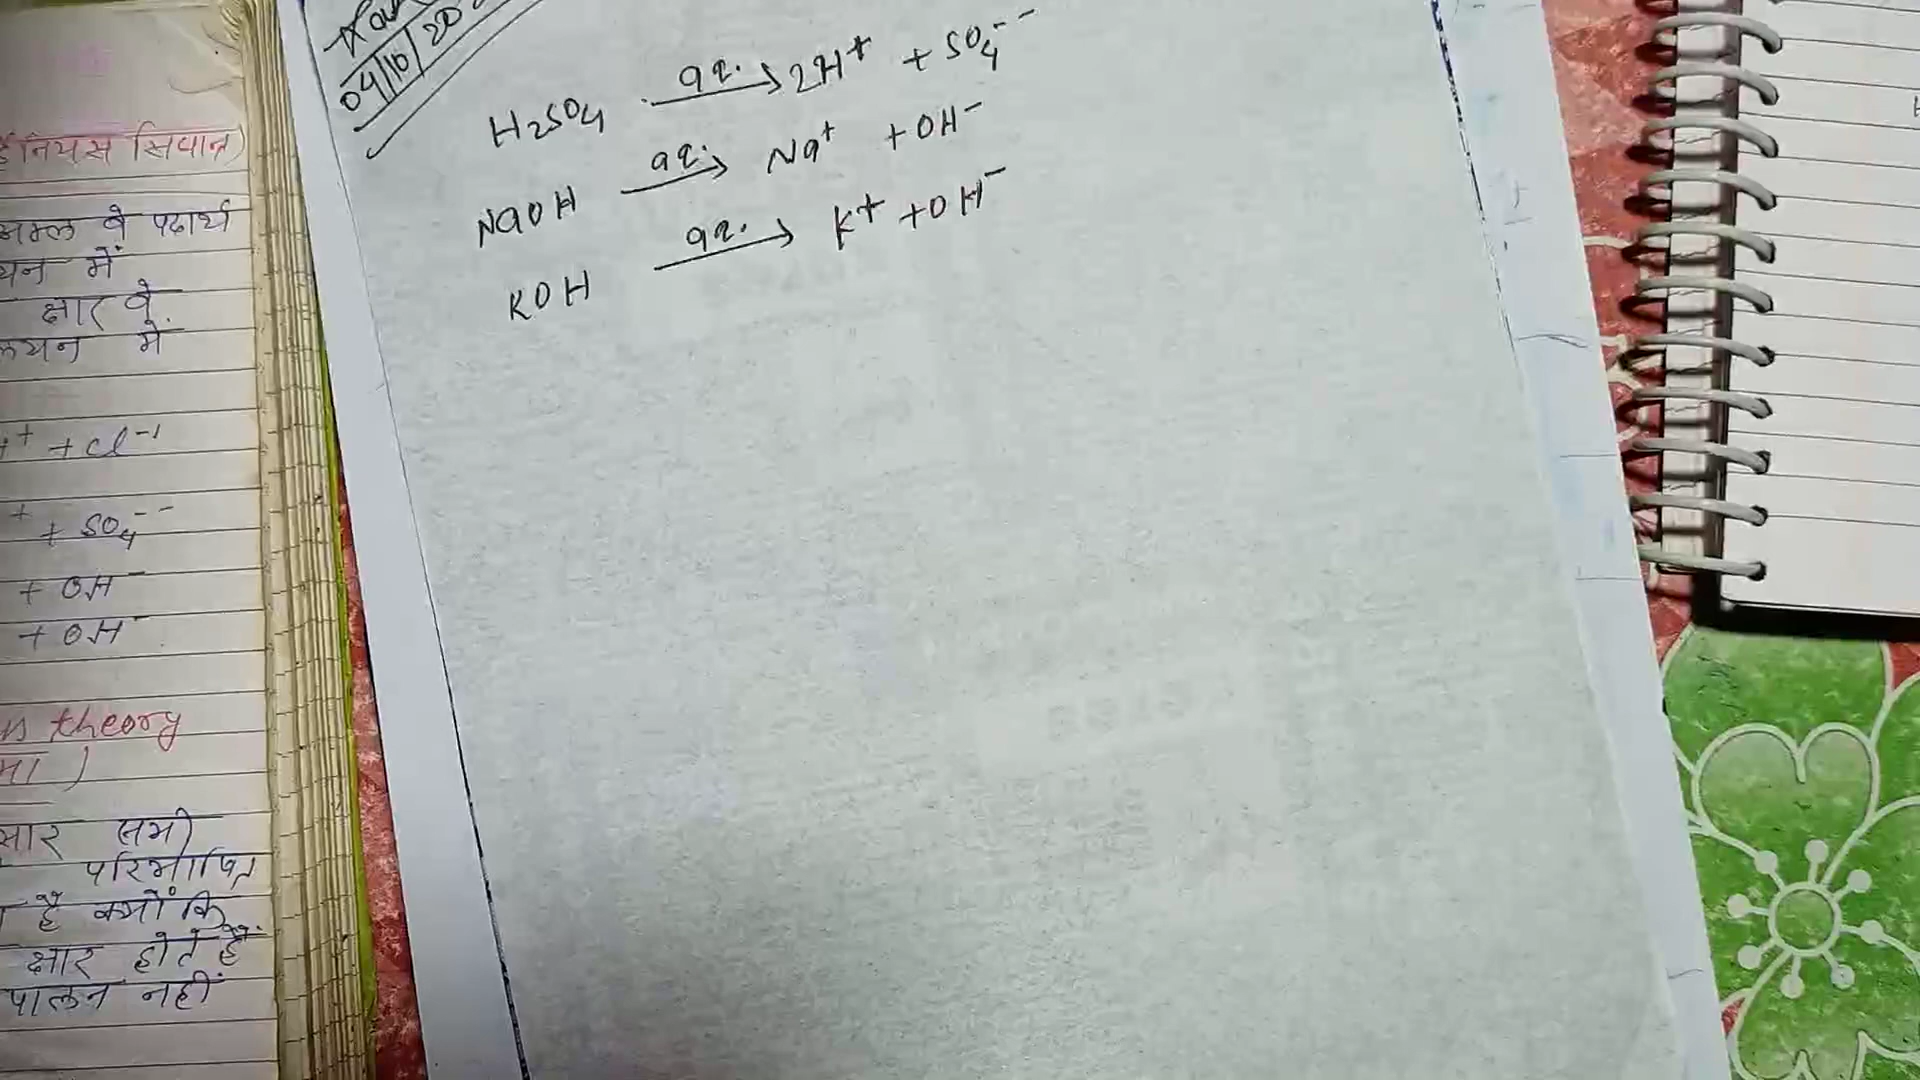 सिद्यान्त)
अम्ल वे पदार्थ
यन में
क्षार वे
लयन में
+ Cl⁻¹
+ SO₄⁻⁻
+ OH⁻
+ OH⁻
theory
सार सभी
परिभाषित
है क्योंकि
क्षार होते हैं
पालन नहीं
04/10/20
H₂SO₄ aq. → 2H⁺ + SO₄⁻⁻
NaOH aq. → Na⁺ + OH⁻
KOH aq. → K⁺ + OH⁻